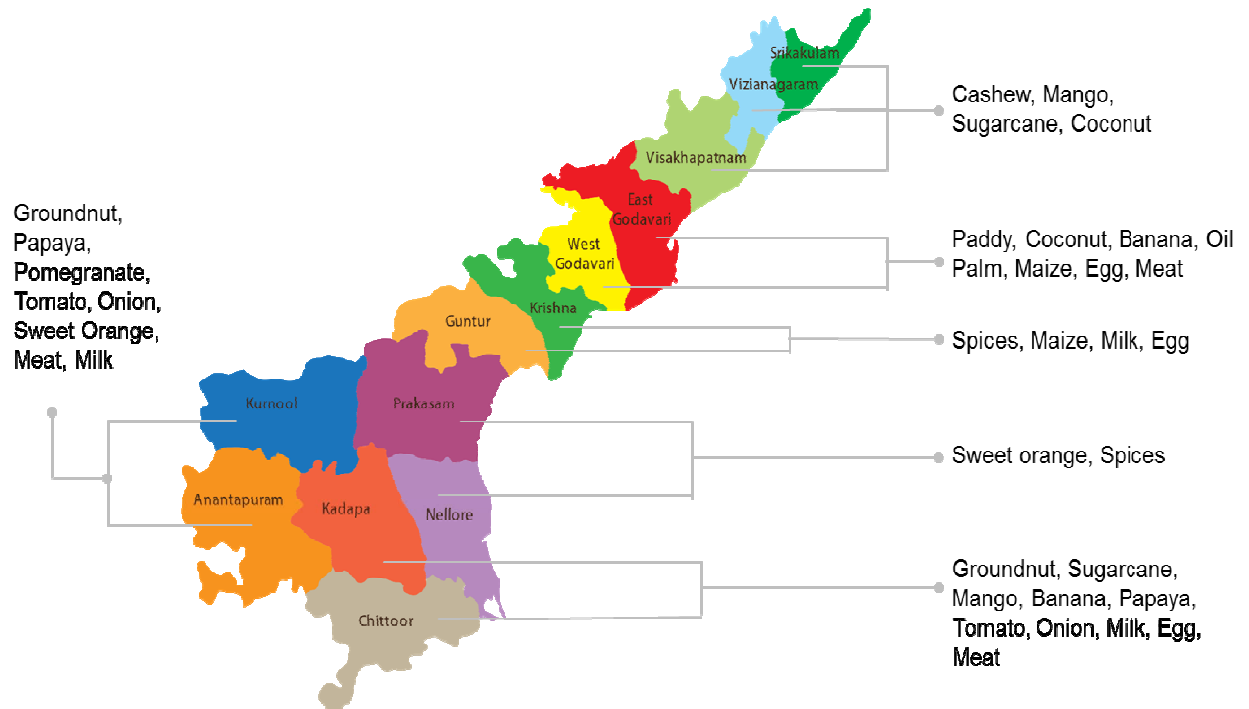 Srikakulam
Vizianagaram
Cashew, Mango,
Sugarcane, Coconut
Visakhapatnam
East
Godavari
Groundnut,
Papaya,
Pomegranate,
Tomato, Onion,
Sweet Orange,
Meat, Milk
West
Godavari
Paddy, Coconut, Banana, Oil
Palm, Maize, Egg, Meat
Krishna
Guntur
Spices, Maize, Milk, Egg
Kurnool
Prakasam
Sweet orange, Spices
Anantapuram
Kadapa
Nellore
Groundnut, Sugarcane,
Mango, Banana, Papaya,
Tomato, Onion, Milk, Egg,
Meat
Chittoor